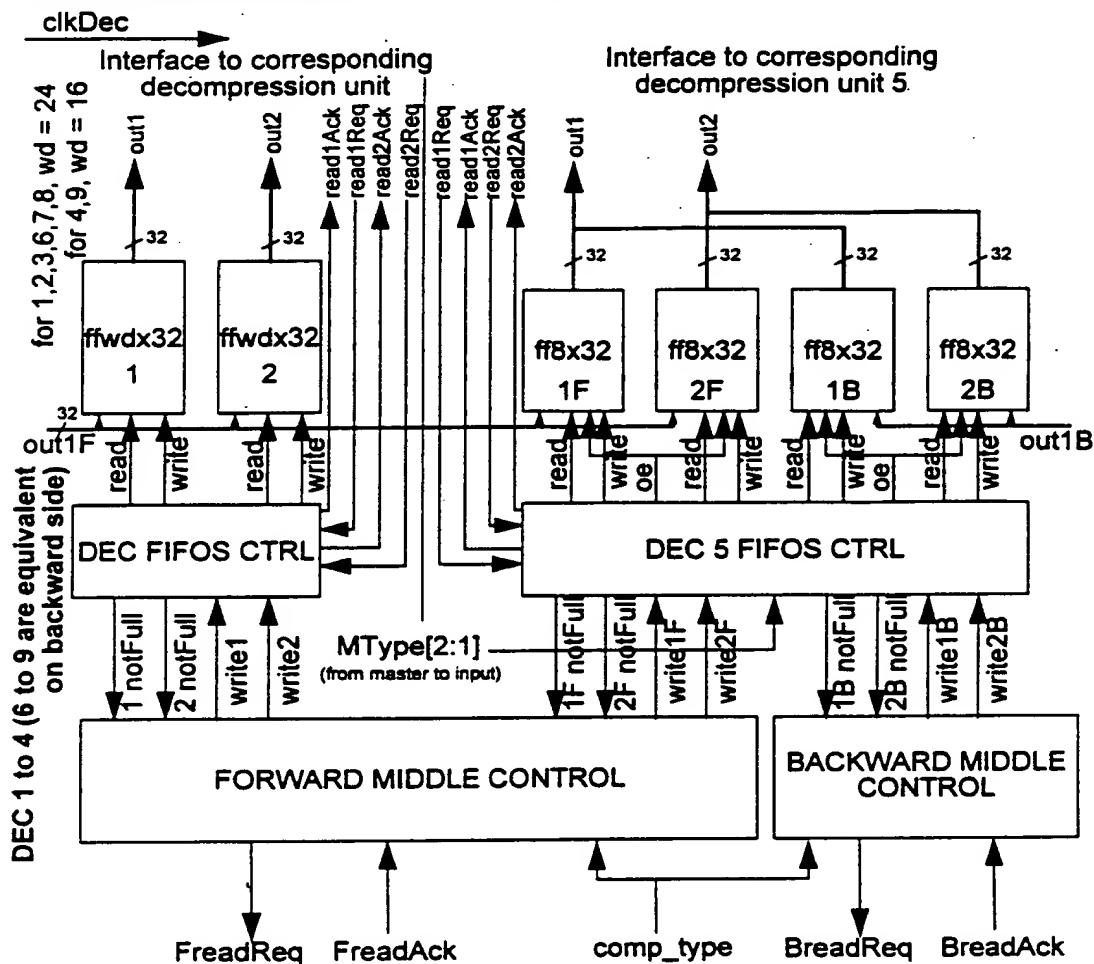 clkDec
Interface to corresponding
decompression unit
Interface to corresponding
decompression unit 5.
for 1,2,3,6,7,8, wd = 24
for 4,9, wd = 16
out1
out2
read1Ack
read1Req
read2Ack
read2Req
read1Req
read1Ack
read2Req
read2Ack
out1
out2
32
32
32
32
32
32
ffwdx32
1
ffwdx32
2
ff8x32
1F
ff8x32
2F
ff8x32
1B
ff8x32
2B
32
out1F
out1B
read
write
read
write
read
write
oe
read
write
read
write
oe
read
write
DEC FIFOS CTRL
DEC 5 FIFOS CTRL
DEC 1 to 4 (6 to 9 are equivalent
on backward side)
1 notFull
2 notFull
write1
write2
MType[2:1]
(from master to input)
1F notFull
2F notFull
write1F
write2F
1B notFull
2B notFull
write1B
write2B
FORWARD MIDDLE CONTROL
BACKWARD MIDDLE
CONTROL
FreadReq
FreadAck
comp_type
BreadReq
BreadAck